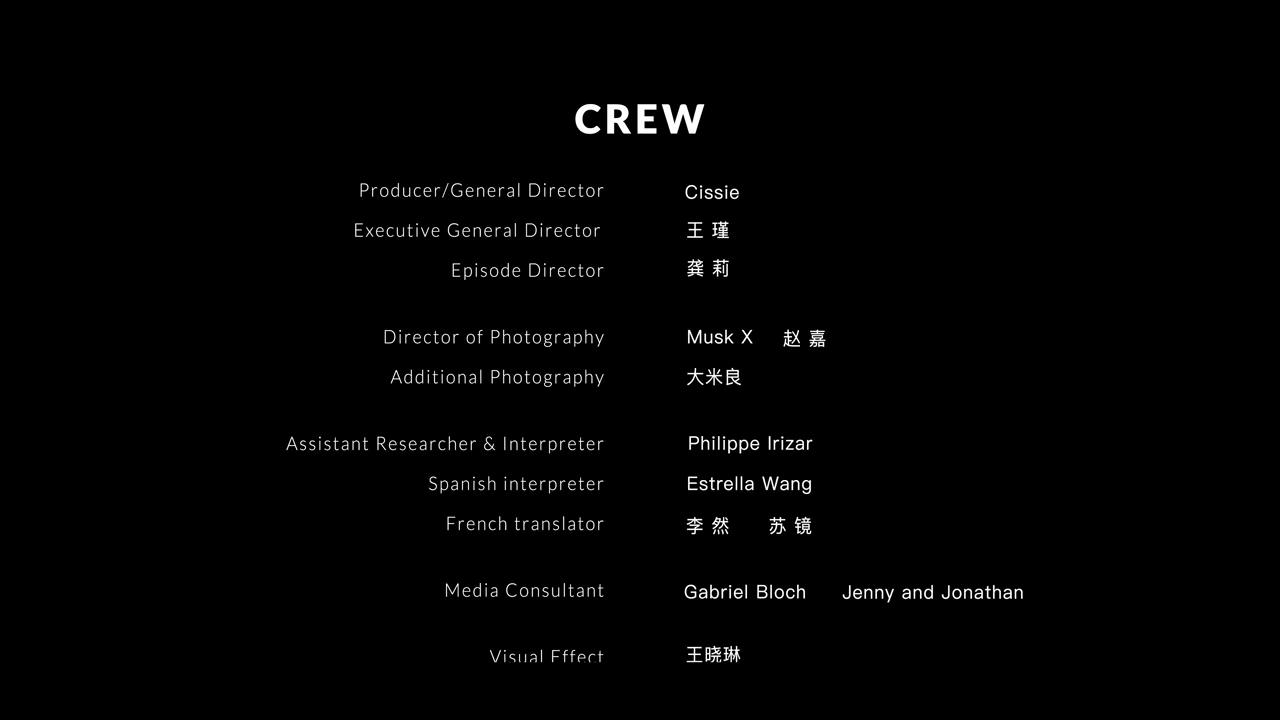 CREW
Producer/General Director Cissie
Executive General Director 王 瑾
Episode Director 龚 莉
Director of Photography Musk X 赵 嘉
Additional Photography 大米良
Assistant Researcher & Interpreter Philippe Irizar
Spanish interpreter Estrella Wang
French translator 李 然 苏 镜
Media Consultant Gabriel Bloch Jenny and Jonathan
Visual Effect 王晓琳